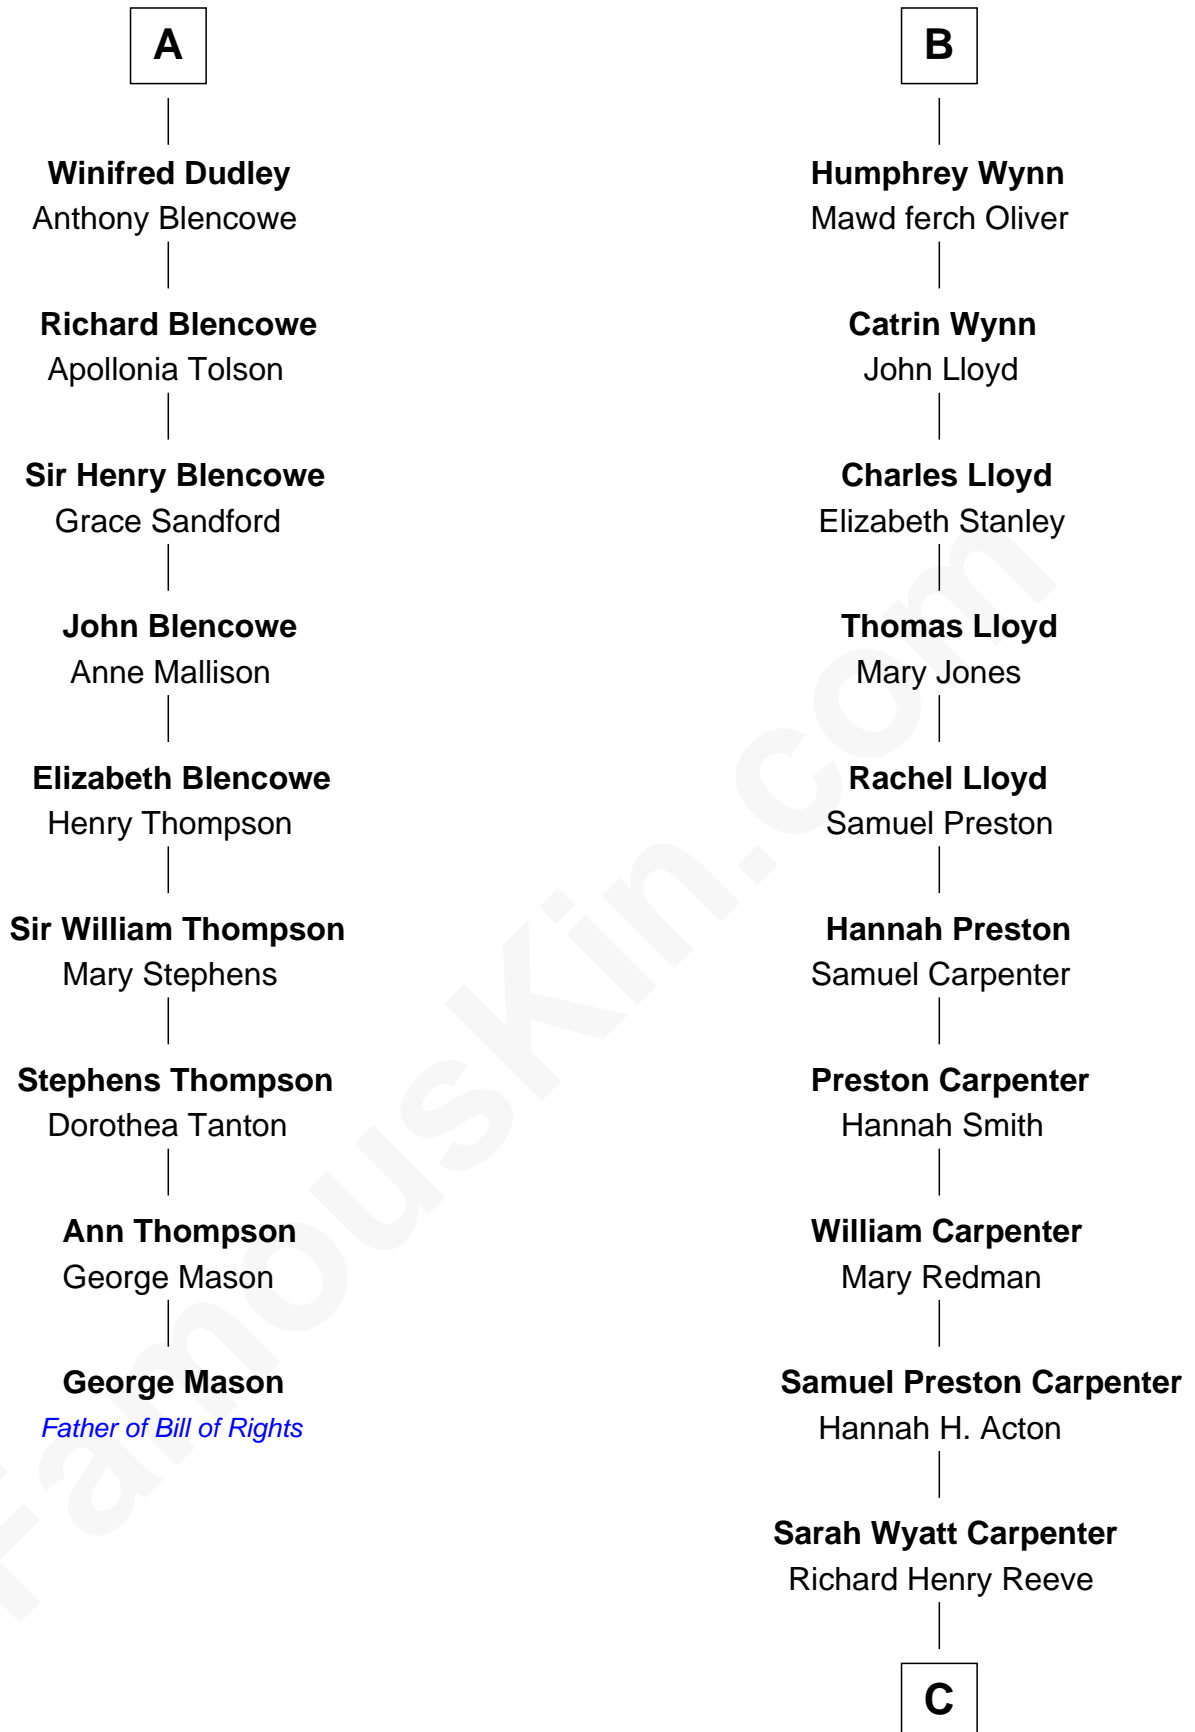 A
Winifred Dudley
Anthony Blencowe
Richard Blencowe
Apollonia Tolson
Sir Henry Blencowe
Grace Sandford
John Blencowe
Anne Mallison
Elizabeth Blencowe
Henry Thompson
Sir William Thompson
Mary Stephens
Stephens Thompson
Dorothea Tanton
Ann Thompson
George Mason
George Mason
Father of Bill of Rights
B
Humphrey Wynn
Mawd ferch Oliver
Catrin Wynn
John Lloyd
Charles Lloyd
Elizabeth Stanley
Thomas Lloyd
Mary Jones
Rachel Lloyd
Samuel Preston
Hannah Preston
Samuel Carpenter
Preston Carpenter
Hannah Smith
William Carpenter
Mary Redman
Samuel Preston Carpenter
Hannah H. Acton
Sarah Wyatt Carpenter
Richard Henry Reeve
C
FamousKin.com